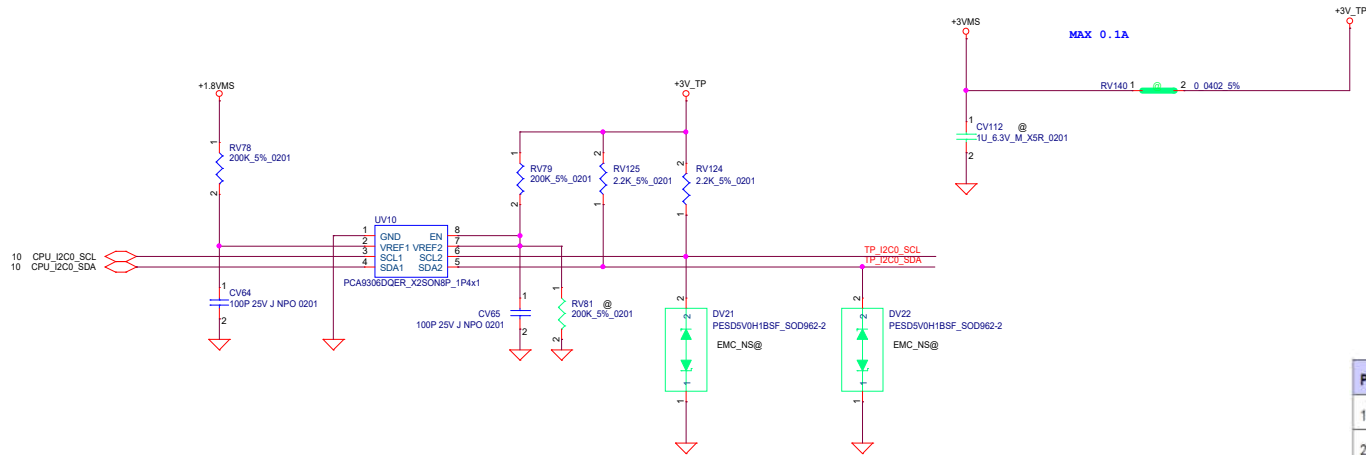 +3VMS
+3V_TP
MAX 0.1A
RV140 1 @ 2 0_0402_5%
1
CV112 @
1U_6.3V_M_X5R_0201
2
+1.8VMS
+3V_TP
1
RV78
200K_5%_0201
2
1
RV79
200K_5%_0201
2
2
RV125
2.2K_5%_0201
1
2
RV124
2.2K_5%_0201
1
UV10
1 GND EN 8
2 VREF1 VREF2 7
3 SCL1 SCL2 6
4 SDA1 SDA2 5
PCA9306DQER_X2SON8P_1P4x1
10 CPU_I2C0_SCL
10 CPU_I2C0_SDA
TP_I2C0_SCL
TP_I2C0_SDA
1
CV64
100P 25V J NPO 0201
2
1
CV65
100P 25V J NPO 0201
2
1
RV81 @
200K_5%_0201
2
2
2
DV21
PESD5V0H1BSF_SOD962-2
EMC_NS@
1
1
2
2
DV22
PESD5V0H1BSF_SOD962-2
EMC_NS@
1
1
P
1
2